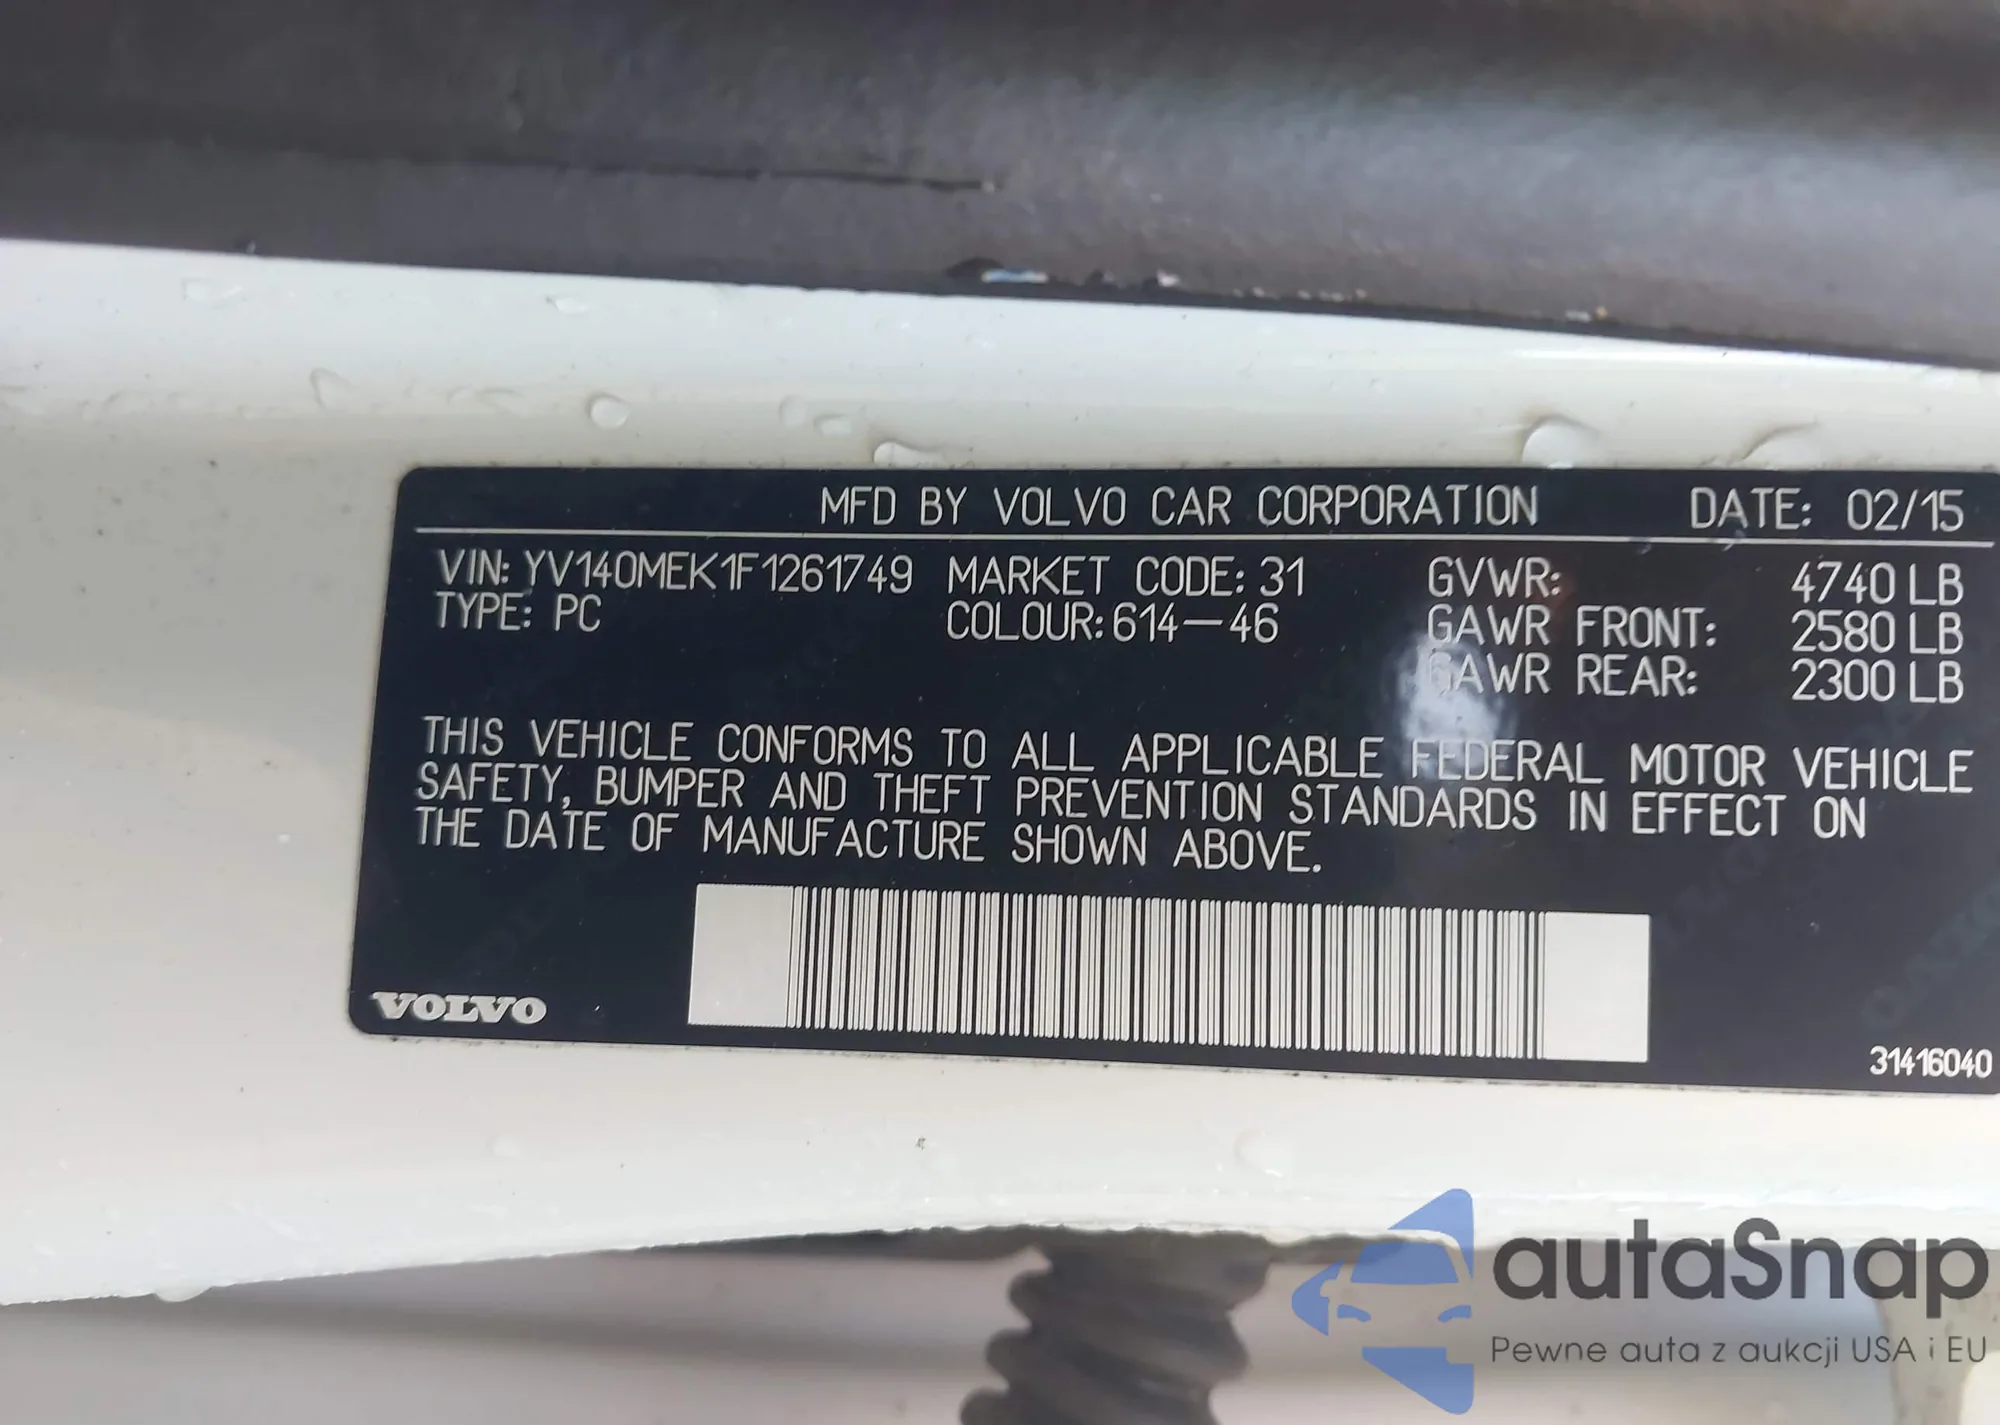 MFD BY VOLVO CAR CORPORATION DATE: 02/15
VIN: YV140MEK1F1261749 MARKET CODE: 31 GVWR: 4740 LB
TYPE: PC COLOUR: 614-46 GAWR FRONT: 2580 LB
GAWR REAR: 2300 LB
THIS VEHICLE CONFORMS TO ALL APPLICABLE FEDERAL MOTOR VEHICLE
SAFETY, BUMPER AND THEFT PREVENTION STANDARDS IN EFFECT ON
THE DATE OF MANUFACTURE SHOWN ABOVE.
VOLVO
31416040
autaSnap
Pewne auta z aukcji USA i EU